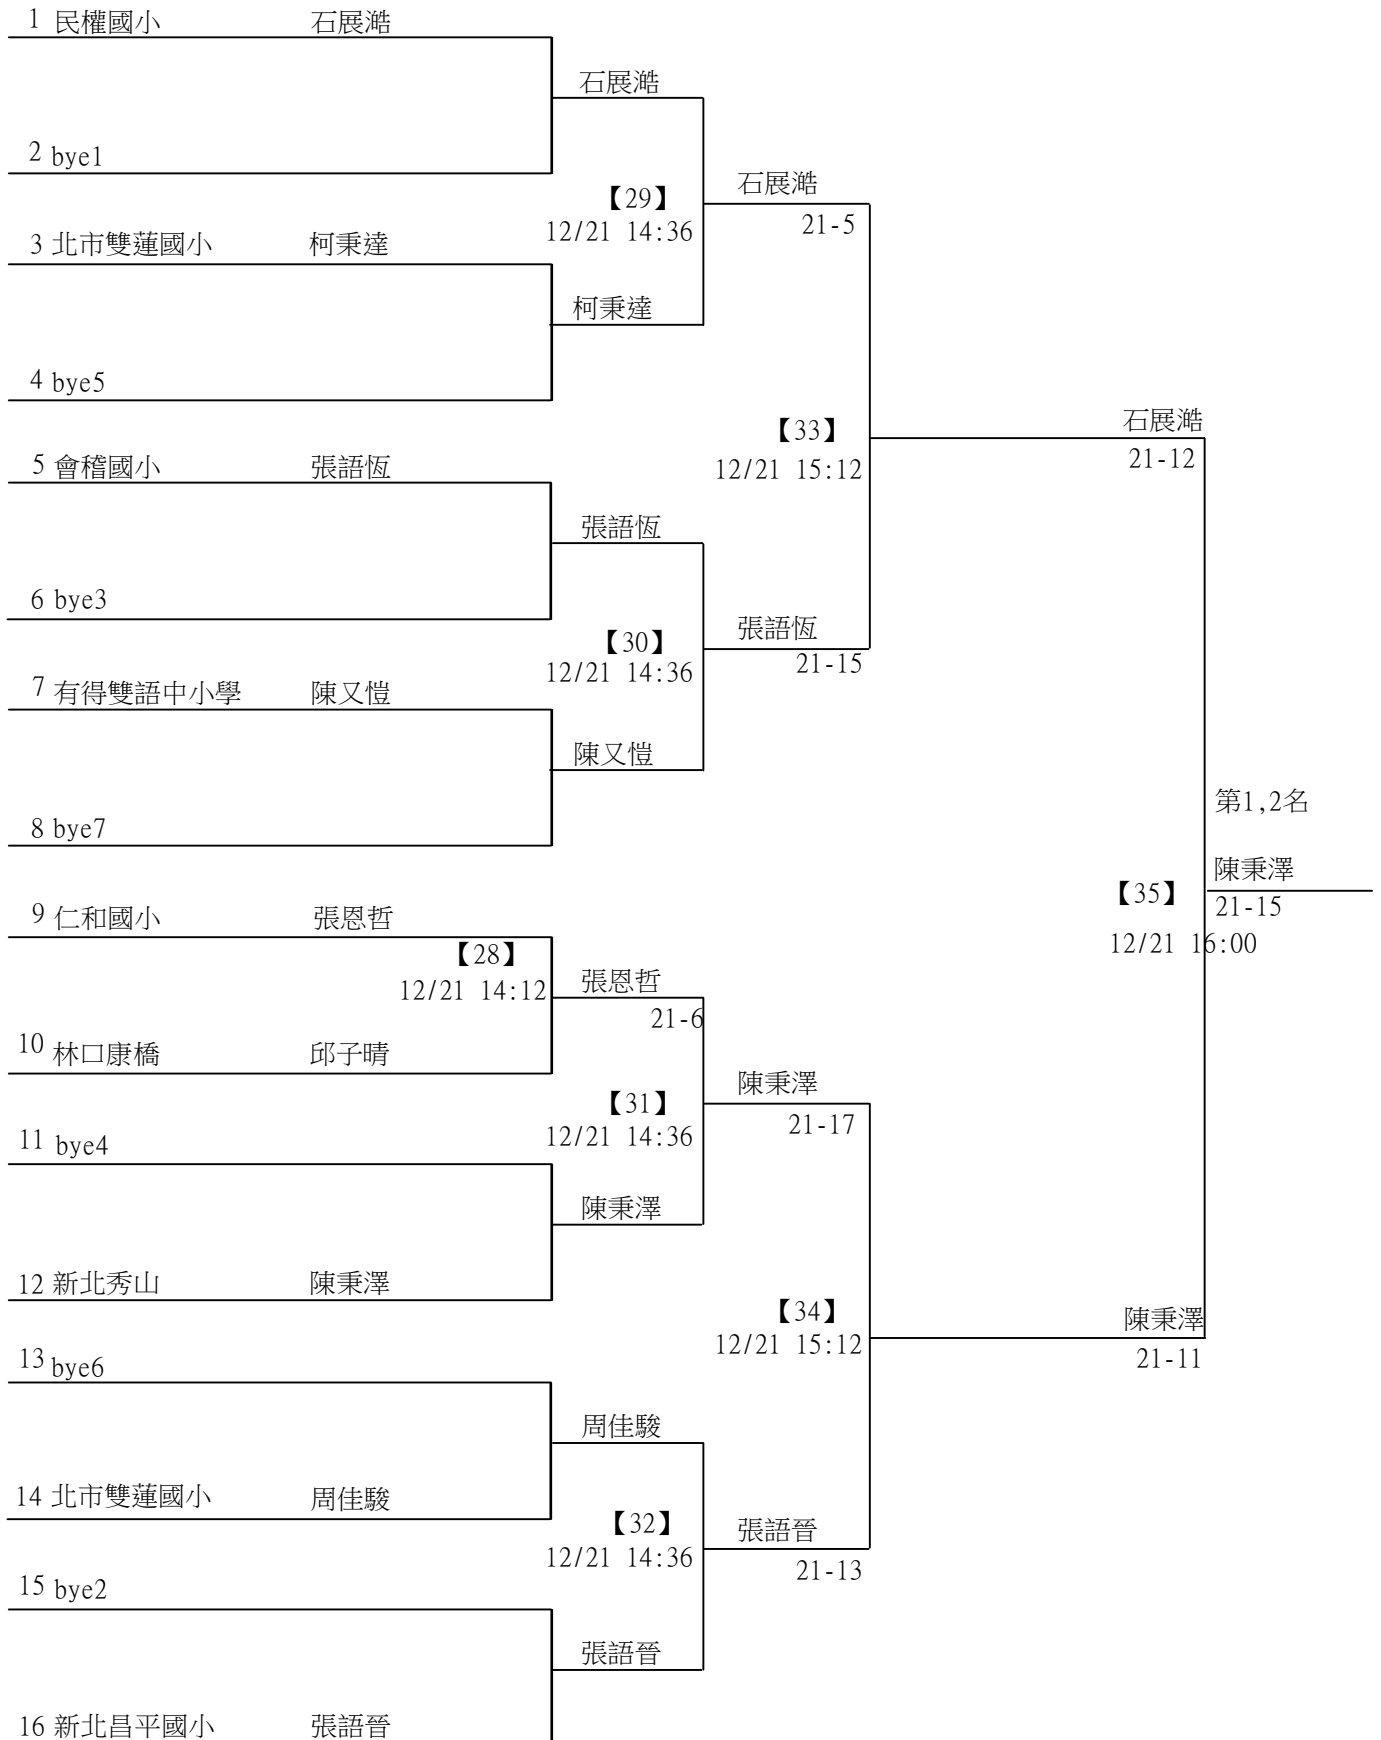 1 民權國小 石展澔
石展澔
2 bye1
【29】
12/21 14:36
石展澔
21-5
3 北市雙蓮國小 柯秉達
柯秉達
4 bye5
【33】
12/21 15:12
石展澔
21-12
5 會稽國小 張語恆
張語恆
6 bye3
【30】
12/21 14:36
張語恆
21-15
7 有得雙語中小學 陳又愷
陳又愷
8 bye7
第1,2名
陳秉澤
21-15
【35】
12/21 16:00
9 仁和國小 張恩哲
【28】
12/21 14:12
張恩哲
21-6
10 林口康橋 邱子晴
【31】
12/21 14:36
陳秉澤
21-17
11 bye4
陳秉澤
12 新北秀山 陳秉澤
【34】
12/21 15:12
陳秉澤
21-11
13 bye6
周佳駿
14 北市雙蓮國小 周佳駿
【32】
12/21 14:36
張語晉
21-13
15 bye2
張語晉
16 新北昌平國小 張語晉